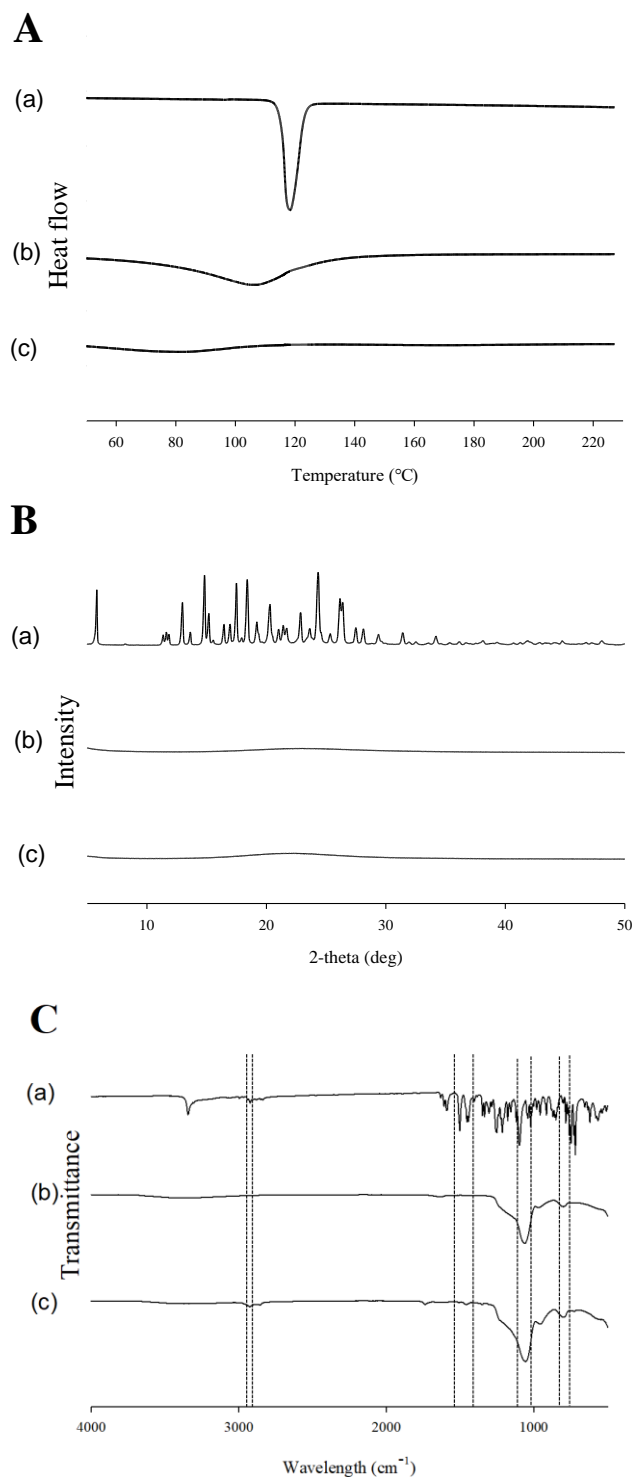 A
(a)
(b)
(c)
Heat flow
60 80 100 120 140 160 180 200 220
Temperature (℃)
B
(a)
(b)
(c)
Intensity
10 20 30 40 50
2-theta (deg)
C
(a)
(b)
(c)
Transmittance
4000 3000 2000 1000
Wavelength (cm⁻¹)